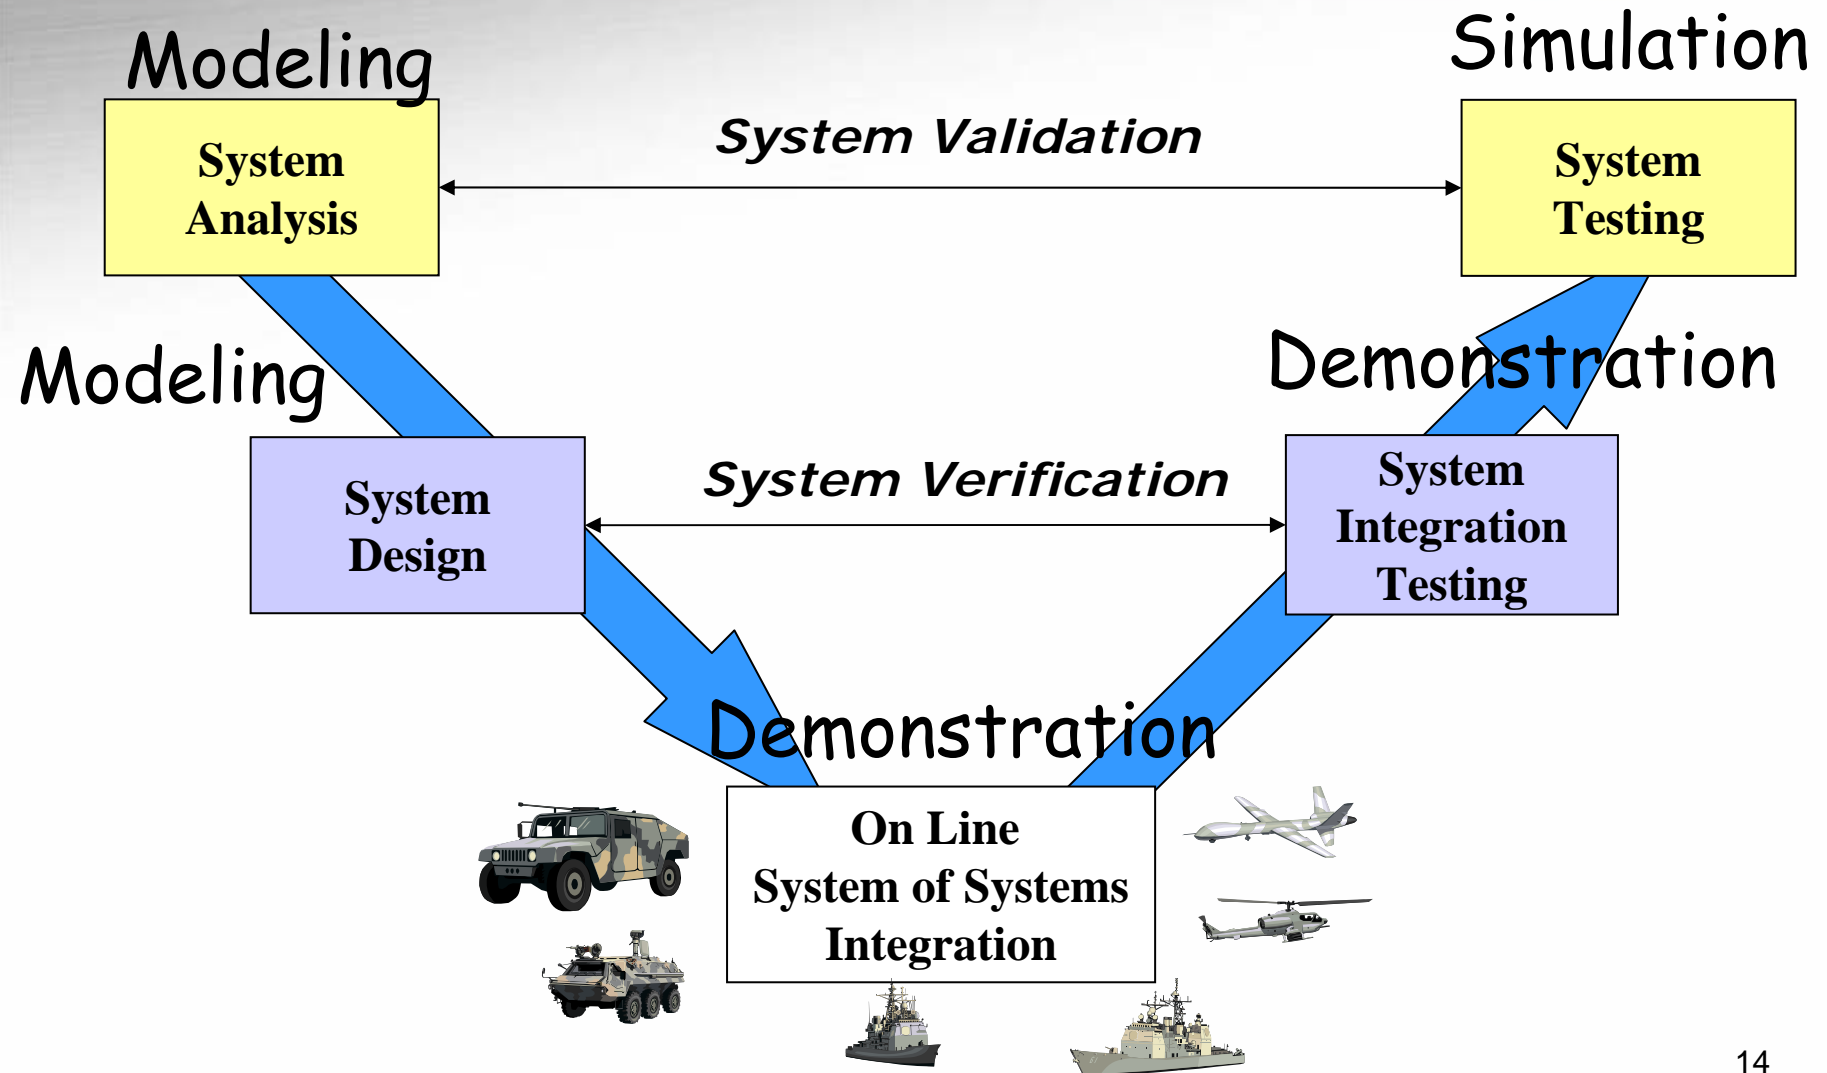 Modeling
Simulation
System
Analysis
System Validation
System
Testing
Modeling
Demonstration
System
Design
System Verification
System
Integration
Testing
Demonstration
On Line
System of Systems
Integration
14